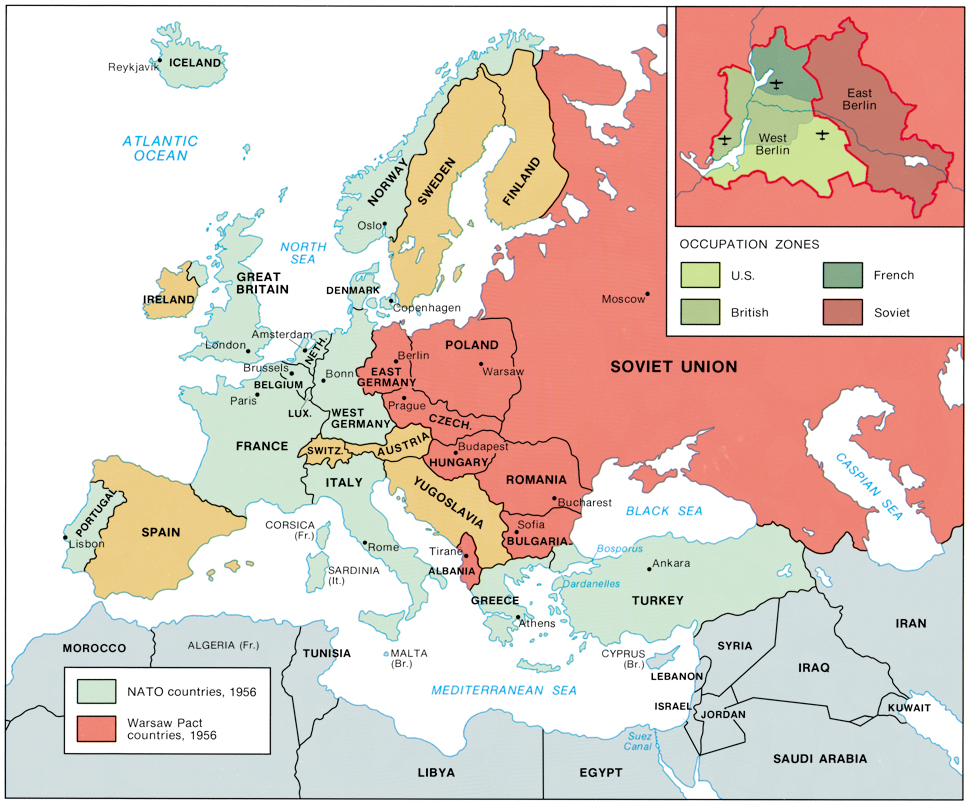 ICELAND
Reykjavik
ATLANTIC
OCEAN
NORWAY
SWEDEN
FINLAND
Oslo
NORTH
SEA
GREAT
BRITAIN
IRELAND
DENMARK
Copenhagen
Amsterdam
NETH.
London
Brussels
BELGIUM
Bonn
Paris
LUX.
WEST
GERMANY
Berlin
EAST
GERMANY
POLAND
Warsaw
Prague
CZECH.
Moscow
SOVIET UNION
FRANCE
SWITZ.
AUSTRIA
Budapest
HUNGARY
ITALY
YUGOSLAVIA
ROMANIA
Bucharest
Sofia
BULGARIA
BLACK SEA
CASPIAN SEA
PORTUGAL
Lisbon
SPAIN
CORSICA
(Fr.)
SARDINIA
(It.)
Rome
Tirane
ALBANIA
Bosporus
Dardanelles
Ankara
TURKEY
GREECE
Athens
MOROCCO
ALGERIA (Fr.)
TUNISIA
MALTA
(Br.)
CYPRUS
(Br.)
MEDITERRANEAN SEA
LEBANON
SYRIA
IRAQ
IRAN
ISRAEL
JORDAN
KUWAIT
Suez
Canal
LIBYA
EGYPT
SAUDI ARABIA
NATO countries, 1956
Warsaw Pact
countries, 1956
East
Berlin
West
Berlin
OCCUPATION ZONES
U.S.
French
British
Soviet